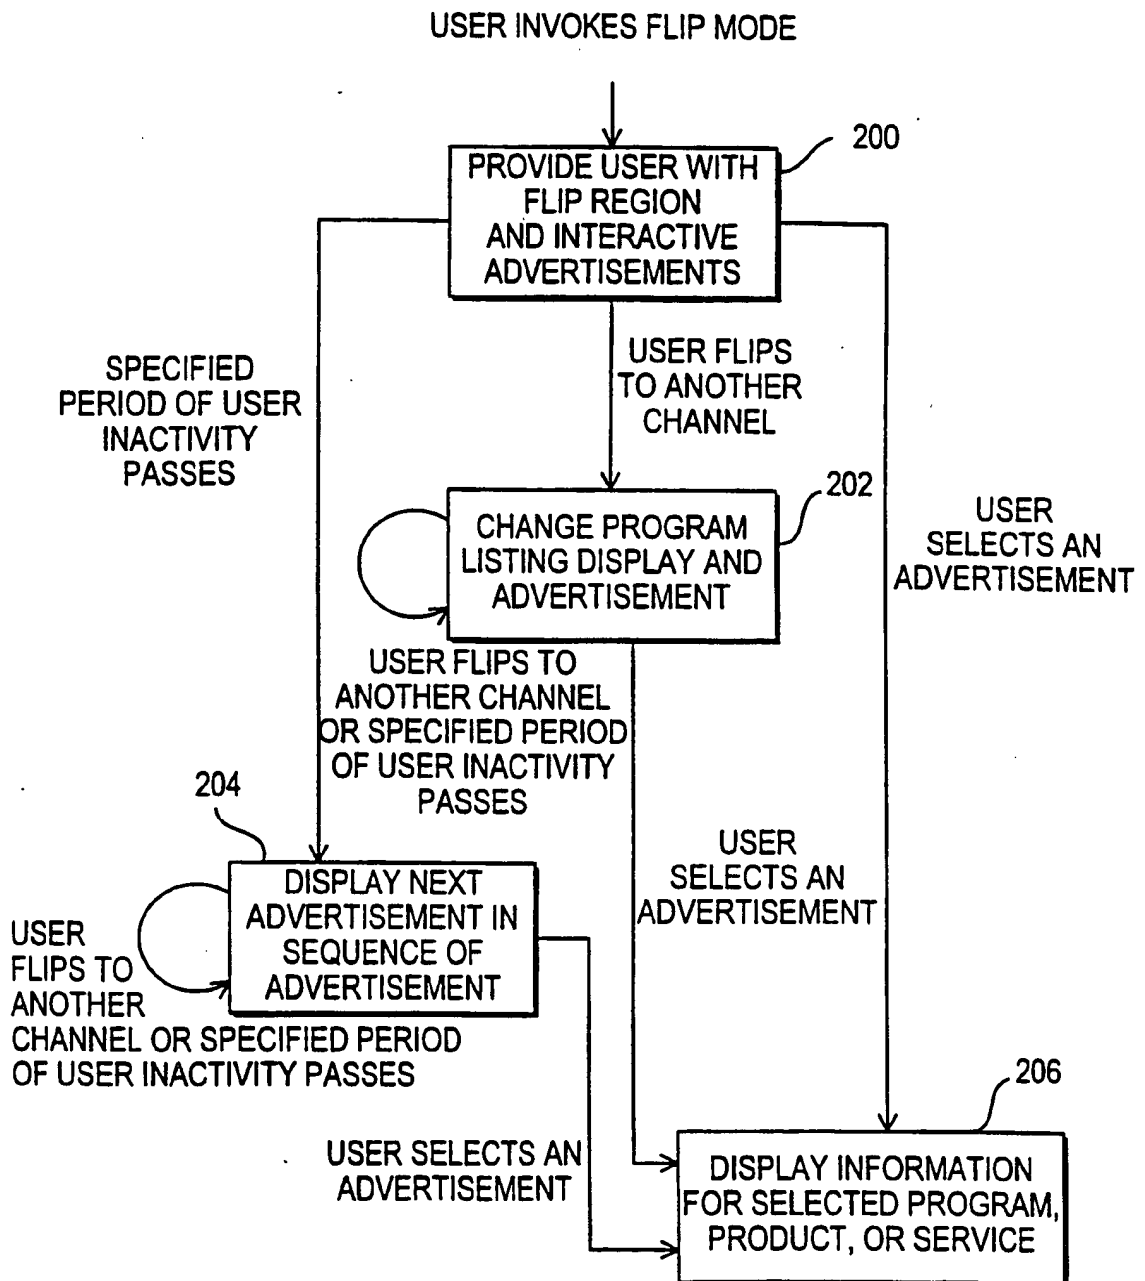 USER INVOKES FLIP MODE
200
PROVIDE USER WITH
FLIP REGION
AND INTERACTIVE
ADVERTISEMENTS
SPECIFIED
PERIOD OF USER
INACTIVITY
PASSES
USER FLIPS
TO ANOTHER
CHANNEL
202
CHANGE PROGRAM
LISTING DISPLAY AND
ADVERTISEMENT
USER
SELECTS AN
ADVERTISEMENT
USER FLIPS TO
ANOTHER CHANNEL
OR SPECIFIED PERIOD
OF USER INACTIVITY
PASSES
204
DISPLAY NEXT
ADVERTISEMENT IN
SEQUENCE OF
ADVERTISEMENT
USER
SELECTS AN
ADVERTISEMENT
USER
FLIPS TO
ANOTHER
CHANNEL OR SPECIFIED PERIOD
OF USER INACTIVITY PASSES
206
USER SELECTS AN
ADVERTISEMENT
DISPLAY INFORMATION
FOR SELECTED PROGRAM,
PRODUCT, OR SERVICE